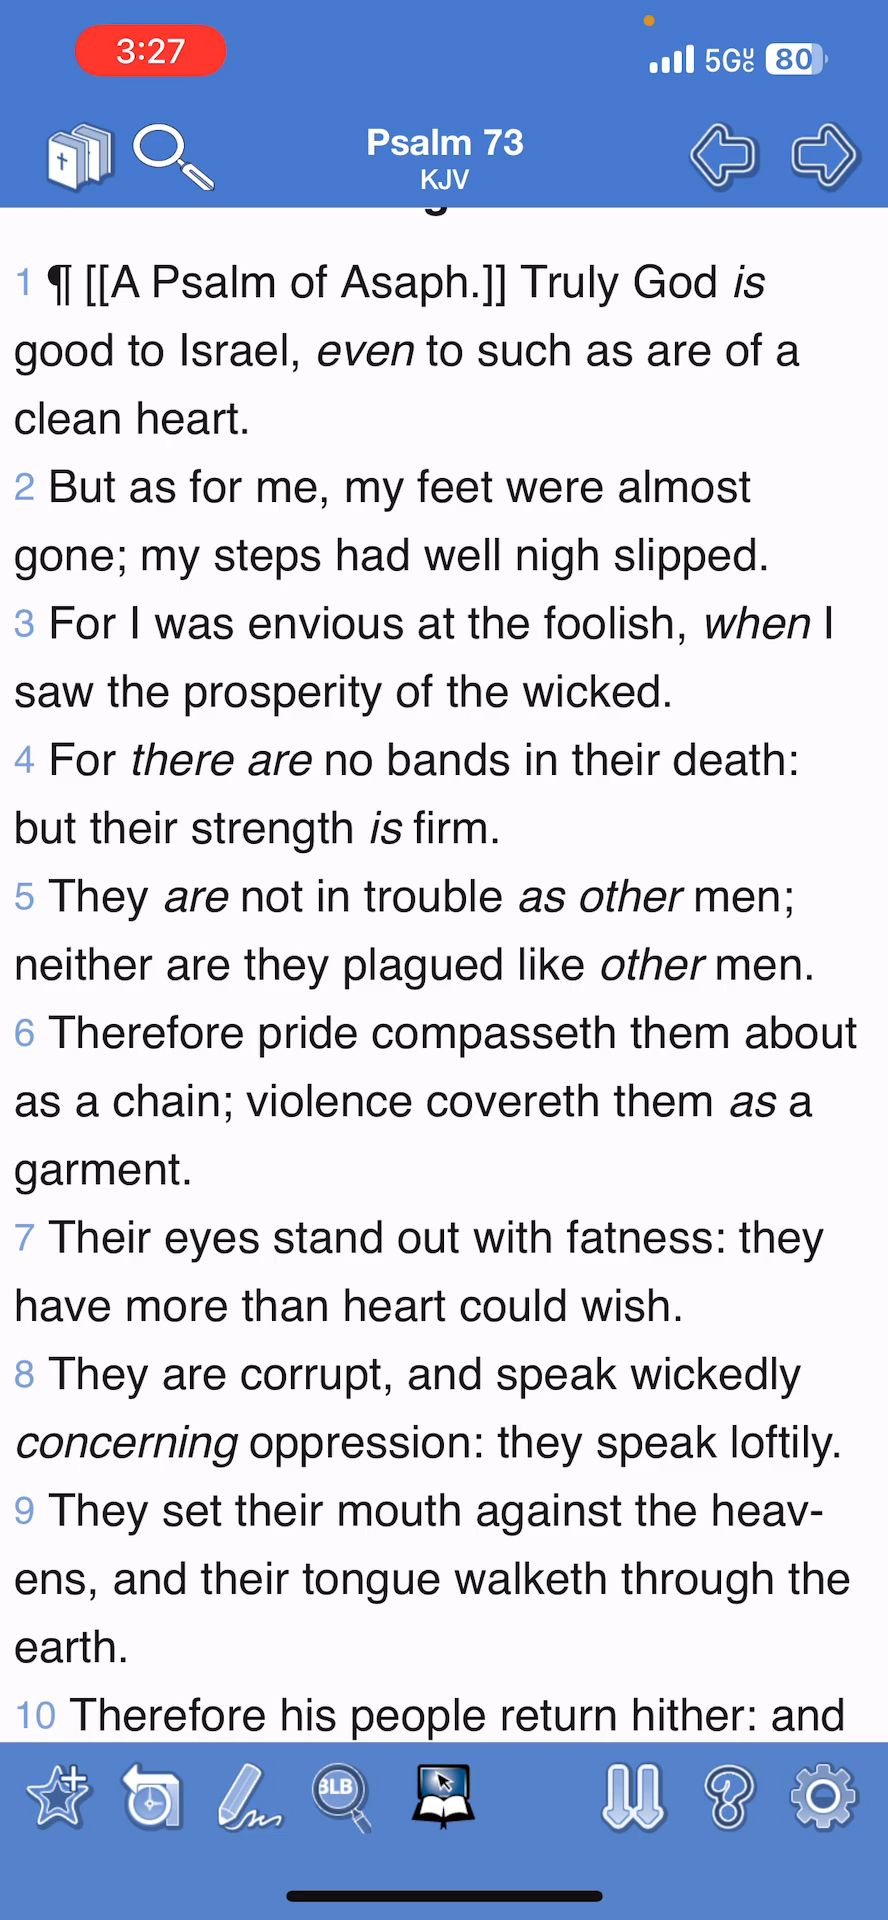 3:27
5G UC 80
Psalm 73
KJV
1 ¶ [[A Psalm of Asaph.]] Truly God is
good to Israel, even to such as are of a
clean heart.
2 But as for me, my feet were almost
gone; my steps had well nigh slipped.
3 For I was envious at the foolish, when I
saw the prosperity of the wicked.
4 For there are no bands in their death:
but their strength is firm.
5 They are not in trouble as other men;
neither are they plagued like other men.
6 Therefore pride compasseth them about
as a chain; violence covereth them as a
garment.
7 Their eyes stand out with fatness: they
have more than heart could wish.
8 They are corrupt, and speak wickedly
concerning oppression: they speak loftily.
9 They set their mouth against the heav-
ens, and their tongue walketh through the
earth.
10 Therefore his people return hither: and
BLB